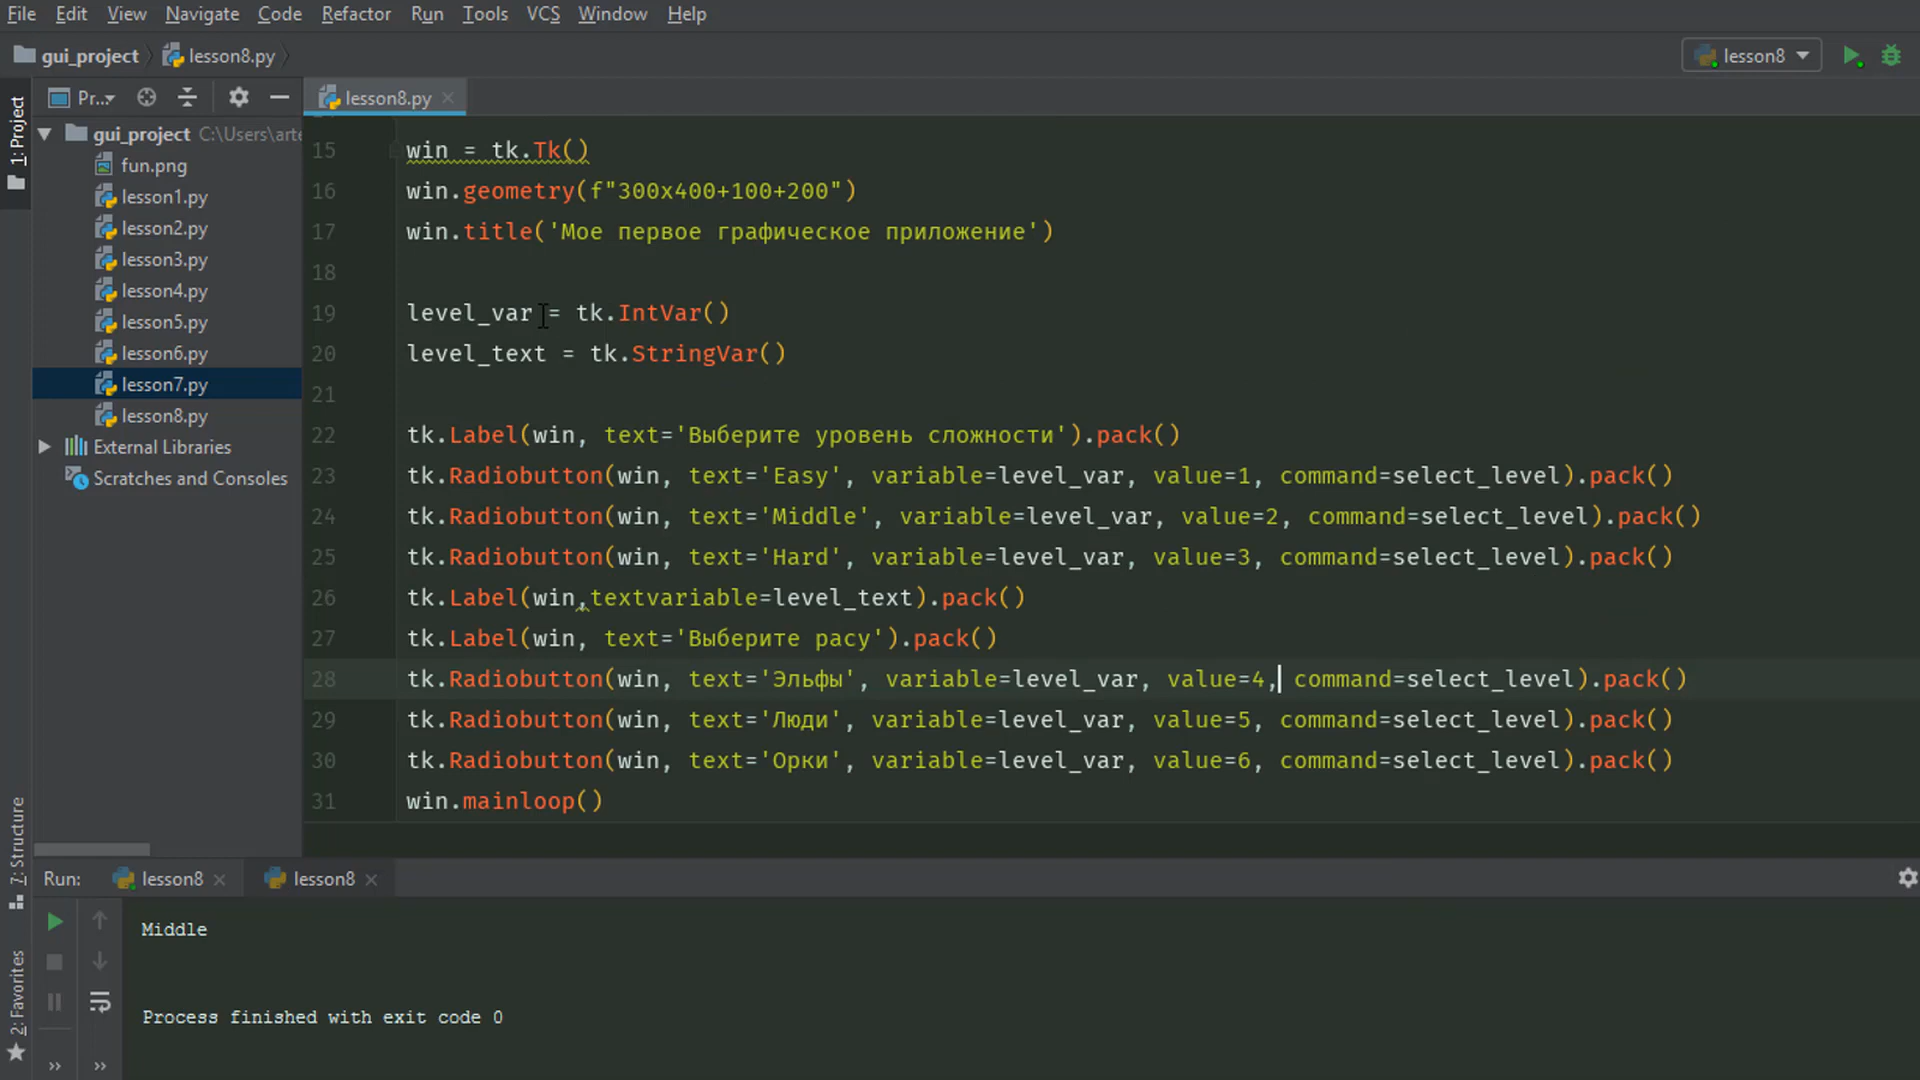 File Edit View Navigate Code Refactor Run Tools VCS Window Help
gui_project lesson8.py lesson8
1: Project
Pr... lesson8.py
gui_project C:\Users\arte
fun.png
lesson1.py
lesson2.py
lesson3.py
lesson4.py
lesson5.py
lesson6.py
lesson7.py
lesson8.py
External Libraries
Scratches and Consoles
15 win = tk.Tk()
16 win.geometry(f"300x400+100+200")
17 win.title('Мое первое графическое приложение')
18
19 level_var = tk.IntVar()
20 level_text = tk.StringVar()
21
22 tk.Label(win, text='Выберите уровень сложности').pack()
23 tk.Radiobutton(win, text='Easy', variable=level_var, value=1, command=select_level).pack()
24 tk.Radiobutton(win, text='Middle', variable=level_var, value=2, command=select_level).pack()
25 tk.Radiobutton(win, text='Hard', variable=level_var, value=3, command=select_level).pack()
26 tk.Label(win,textvariable=level_text).pack()
27 tk.Label(win, text='Выберите расу').pack()
28 tk.Radiobutton(win, text='Эльфы', variable=level_var, value=4, command=select_level).pack()
29 tk.Radiobutton(win, text='Люди', variable=level_var, value=5, command=select_level).pack()
30 tk.Radiobutton(win, text='Орки', variable=level_var, value=6, command=select_level).pack()
31 win.mainloop()
7: Structure
2: Favorites
Run: lesson8 lesson8
Middle
Process finished with exit code 0